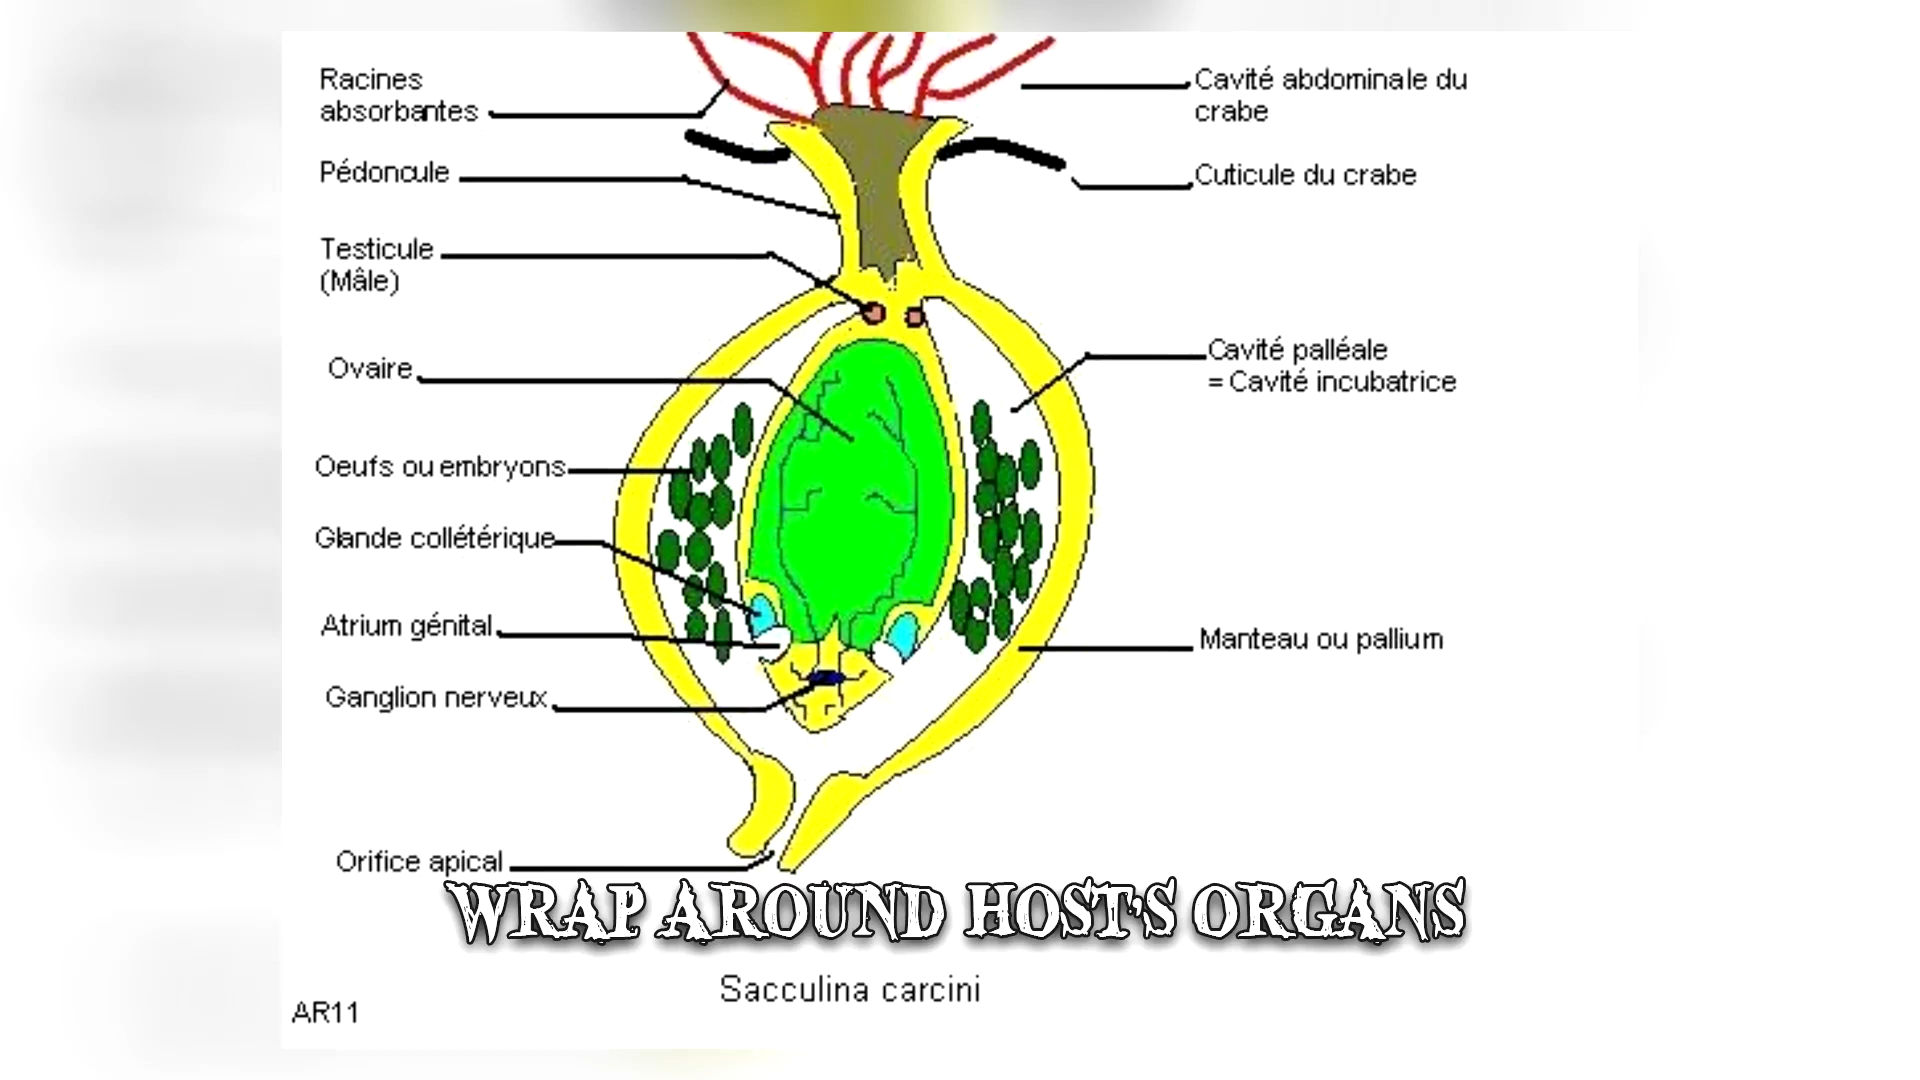 Racines
absorbantes
Pédoncule
Testicule
(Mâle)
Ovaire
Oeufs ou embryons
Glande collétérique
Atrium génital
Ganglion nerveux
Orifice apical
Cavité abdominale du
crabe
Cuticule du crabe
Cavité palléale
= Cavité incubatrice
Manteau ou pallium
WRAP AROUND HOST'S ORGANS
Sacculina carcini
AR11